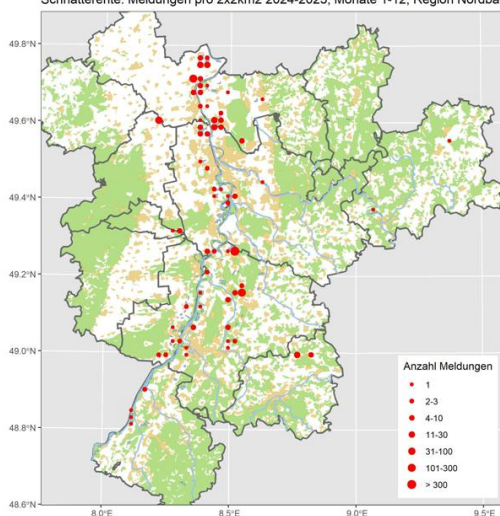 Schnatterente: Meldungen pro 2x2km2 2024-2025, Monate 1-12, Region
49.8°N
49.6°N
49.4°N
49.2°N
49.0°N
48.8°N
48.6°N
8.0°E 8.5°E 9.0°E 9.5°E
Anzahl Meldungen
1
2-3
4-10
11-30
31-100
101-300
> 300